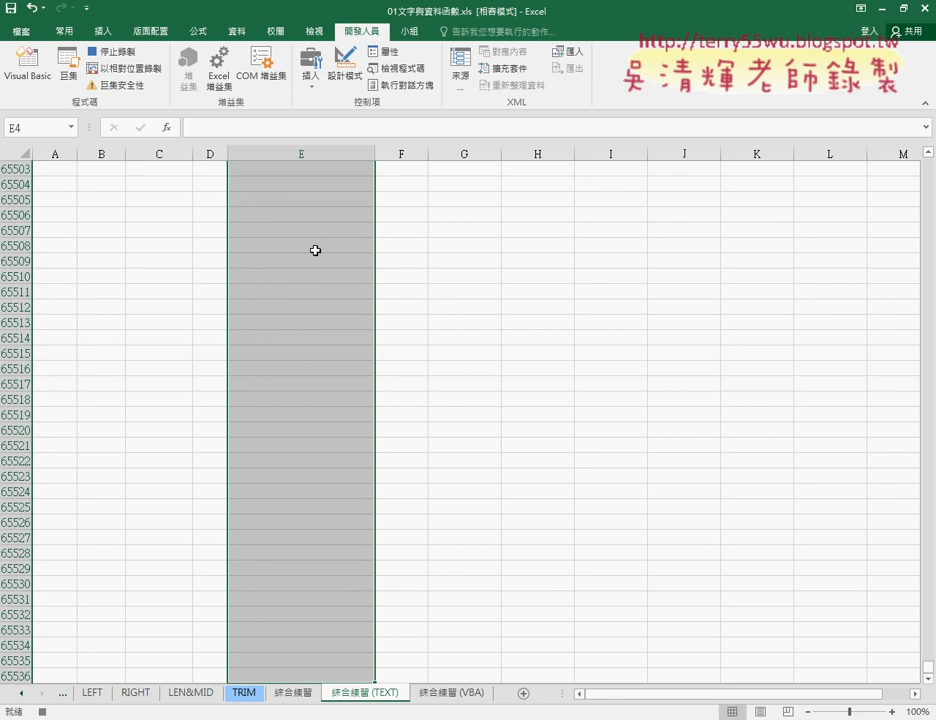 01文字與資料函數.xls [相容模式] - Excel
檔案 常用 插入 版面配置 公式 資料 校閱 檢視 開發人員 小組 告訴我您想要執行的動作... 登入 共用
http://terry55wu.blogspot.tw
吳清輝老師錄製
Visual Basic 巨集 停止錄製 以相對位置錄製 巨集安全性 程式碼
增益集 Excel 增益集 COM 增益集 增益集
插入 設計模式 屬性 檢視程式碼 執行對話方塊 控制項
來源 ... 對應內容 擴充套件 重新整理資料 匯入 匯出 XML
E4 fx
A B C D E F G H I J K L M
65503
65504
65505
65506
65507
65508
65509
65510
65511
65512
65513
65514
65515
65516
65517
65518
65519
65520
65521
65522
65523
65524
65525
65526
65527
65528
65529
65530
65531
65532
65533
65534
65535
65536
... LEFT RIGHT LEN&MID TRIM 綜合練習 綜合練習 (TEXT) 綜合練習 (VBA)
就緒 100%